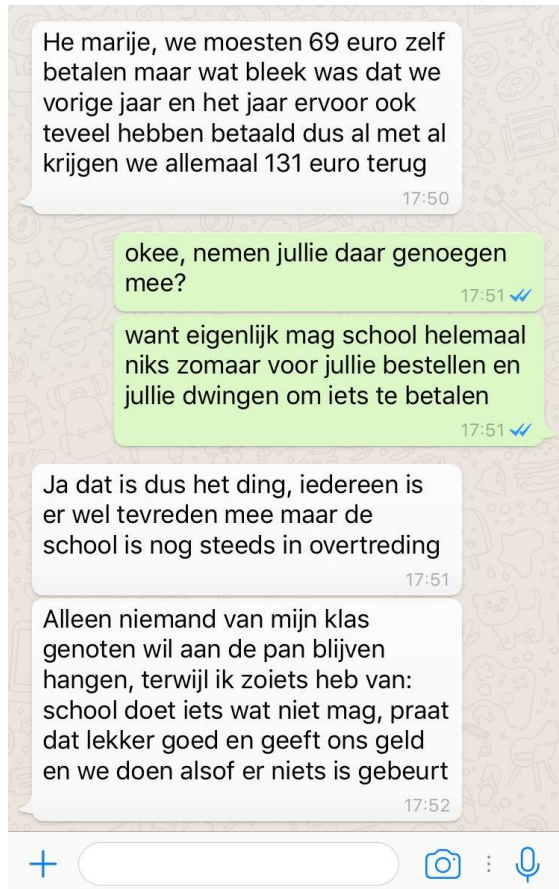 He marije, we moesten 69 euro zelf
betalen maar wat bleek was dat we
vorige jaar en het jaar ervoor ook
teveel hebben betaald dus al met al
krijgen we allemaal 131 euro terug
17:50
okee, nemen jullie daar genoegen
mee?
17:51
want eigenlijk mag school helemaal
niks zomaar voor jullie bestellen en
jullie dwingen om iets te betalen
17:51
Ja dat is dus het ding, iedereen is
er wel tevreden mee maar de
school is nog steeds in overtreding
17:51
Alleen niemand van mijn klas
genoten wil aan de pan blijven
hangen, terwijl ik zoiets heb van:
school doet iets wat niet mag, praat
dat lekker goed en geeft ons geld
en we doen alsof er niets is gebeurt
17:52